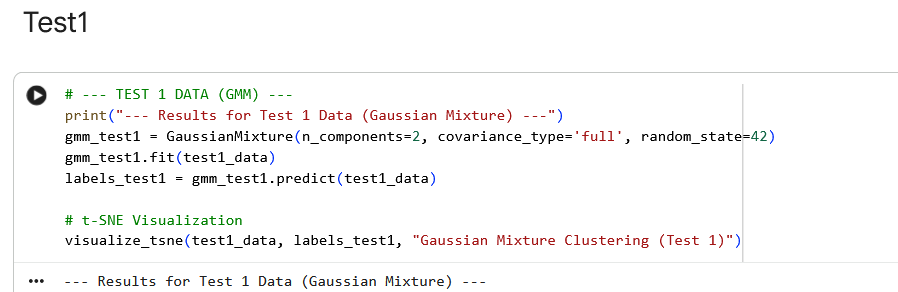 Test1
# --- TEST 1 DATA (GMM) ---
print("--- Results for Test 1 Data (Gaussian Mixture) ---")
gmm_test1 = GaussianMixture(n_components=2, covariance_type='full', random_state=42)
gmm_test1.fit(test1_data)
labels_test1 = gmm_test1.predict(test1_data)
# t-SNE Visualization
visualize_tsne(test1_data, labels_test1, "Gaussian Mixture Clustering (Test 1)")
--- Results for Test 1 Data (Gaussian Mixture) ---